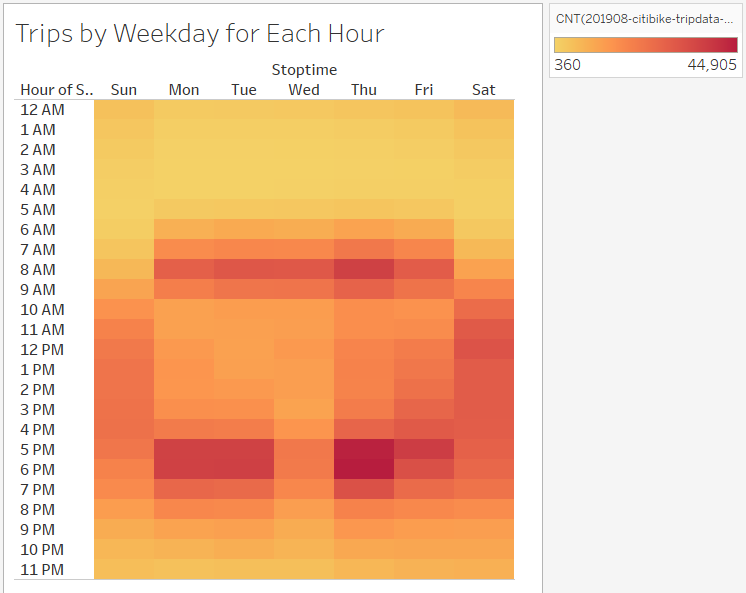 Trips by Weekday for Each Hour
CNT(201908-citibike-tripdata-...
360 44,905
Stoptime
Hour of S.. Sun Mon Tue Wed Thu Fri Sat
12 AM
1 AM
2 AM
3 AM
4 AM
5 AM
6 AM
7 AM
8 AM
9 AM
10 AM
11 AM
12 PM
1 PM
2 PM
3 PM
4 PM
5 PM
6 PM
7 PM
8 PM
9 PM
10 PM
11 PM